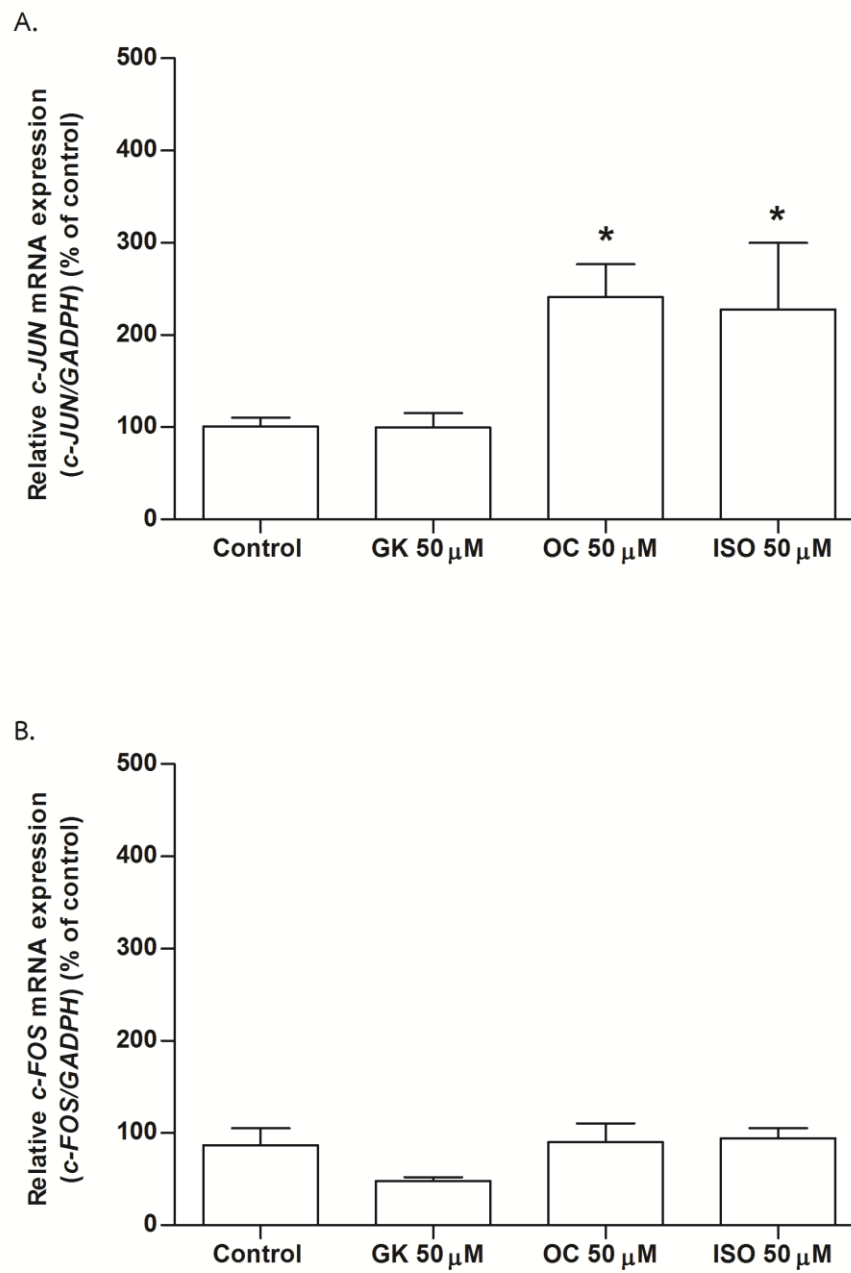 A.
Relative c-JUN mRNA expression
(c-JUN/GADPH) (% of control)
500
400
300
200
100
0
*
*
Control
GK 50 μM
OC 50 μM
ISO 50 μM
B.
Relative c-FOS mRNA expression
(c-FOS/GADPH) (% of control)
500
400
300
200
100
0
Control
GK 50 μM
OC 50 μM
ISO 50 μM